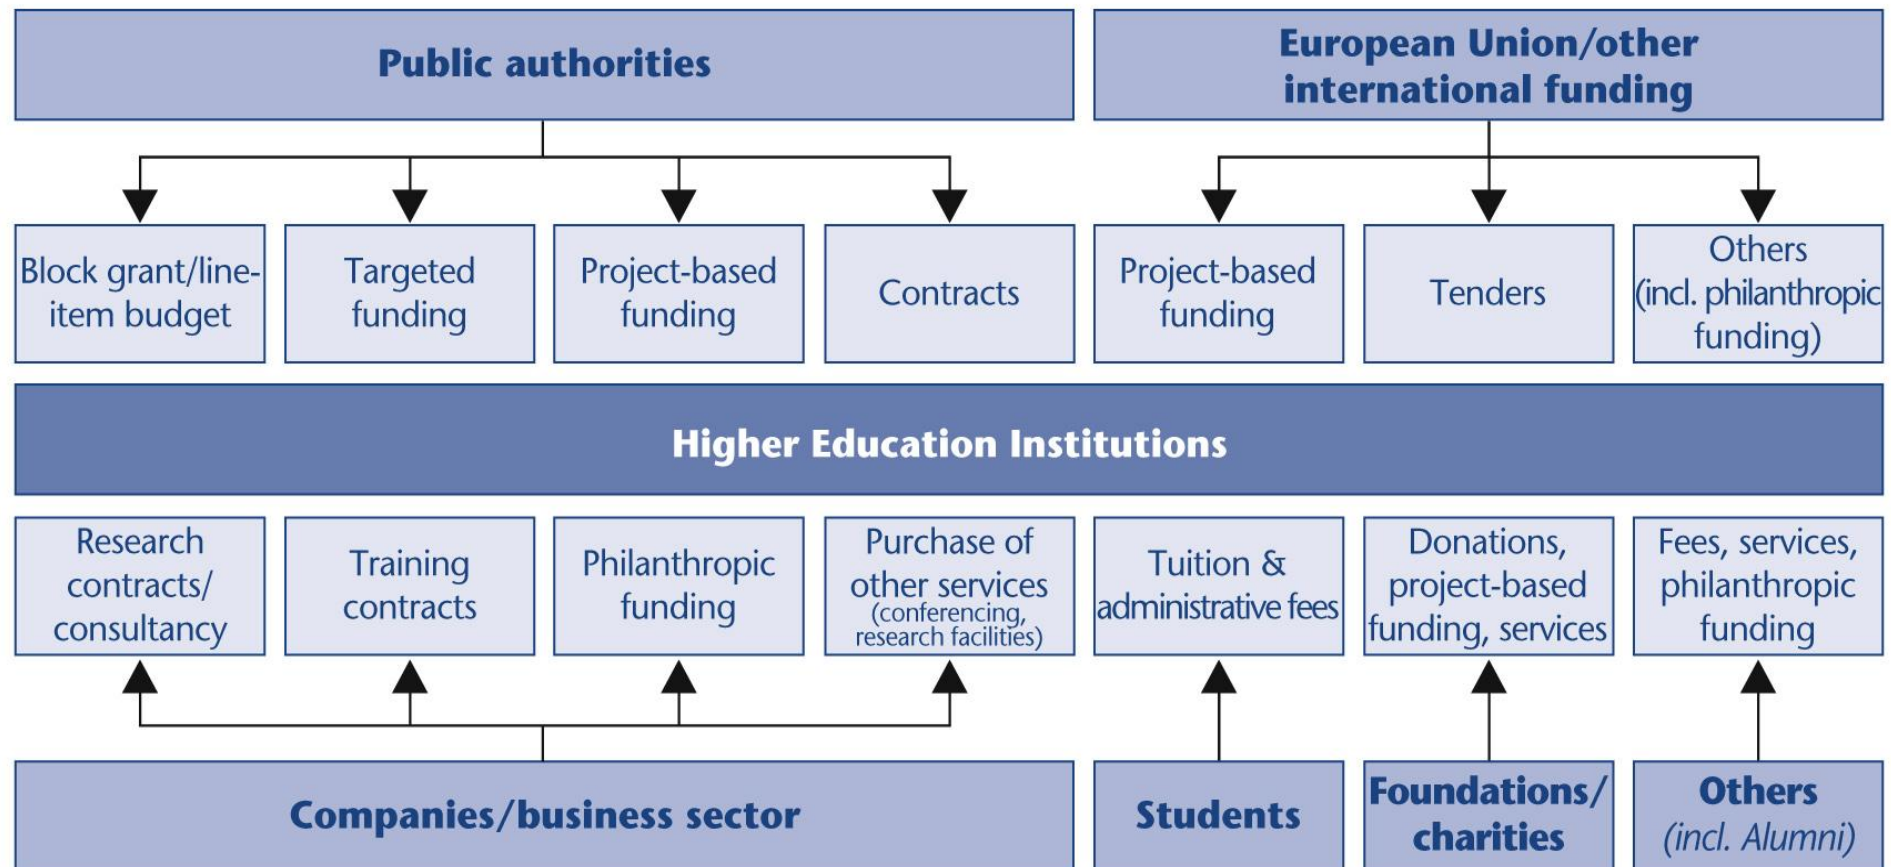 Public authorities
European Union/other
international funding
Block grant/line-
item budget
Targeted
funding
Project-based
funding
Contracts
Project-based
funding
Tenders
Others
(incl. philanthropic
funding)
Higher Education Institutions
Research
contracts/
consultancy
Training
contracts
Philanthropic
funding
Purchase of
other services
(conferencing,
research facilities)
Tuition &
administrative fees
Donations,
project-based
funding, services
Fees, services,
philanthropic
funding
Companies/business sector
Students
Foundations/
charities
Others
(incl. Alumni)